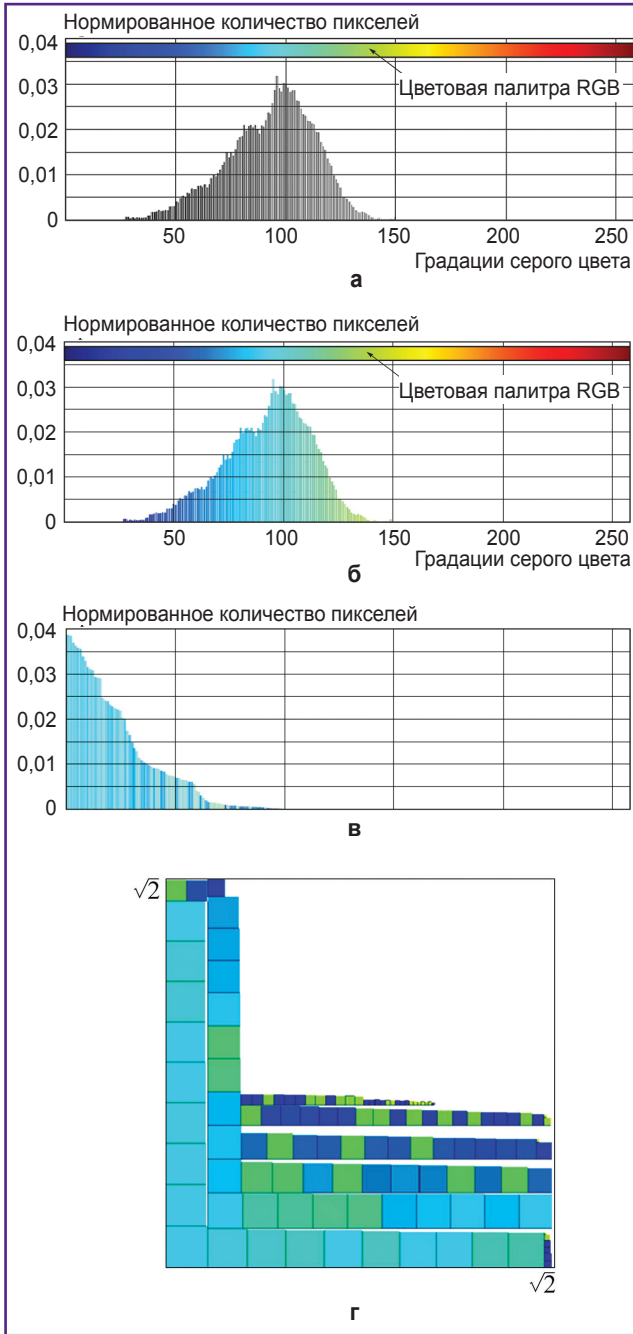 Нормированное количество пикселей
0,04
Цветовая палитра RGB
0,03
0,02
0,01
0
50 100 150 200 250
Градации серого цвета
а
Нормированное количество пикселей
0,04
Цветовая палитра RGB
0,03
0,02
0,01
0
50 100 150 200 250
Градации серого цвета
б
Нормированное количество пикселей
0,04
0,03
0,02
0,01
0
в
√2
√2
г